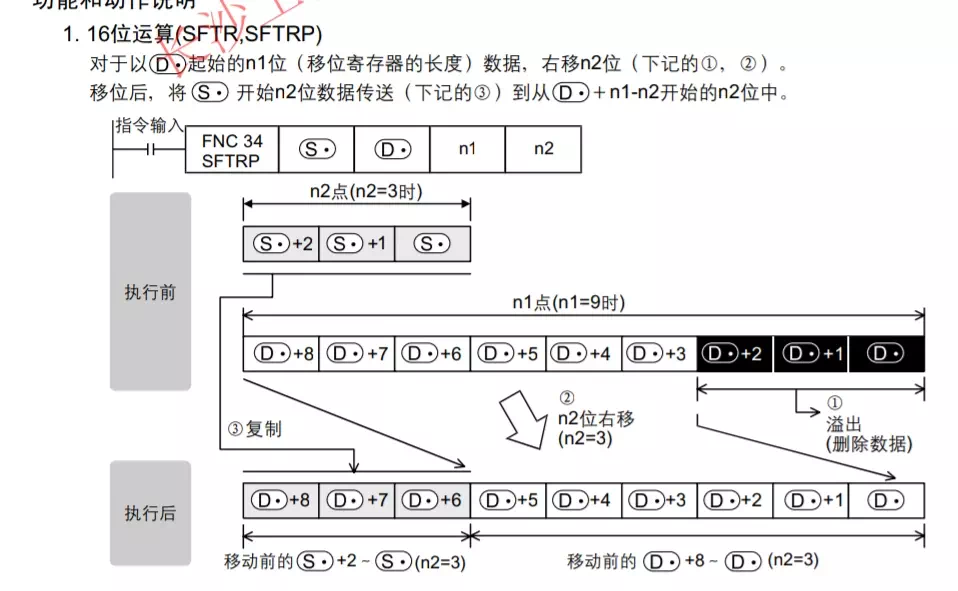 功能和动作说明
1. 16位运算(SFTR,SFTRP)
对于以(D•)起始的n1位（移位寄存器的长度）数据，右移n2位（下记的①，②）。
移位后，将(S•)开始n2位数据传送（下记的③）到从(D•)＋n1-n2开始的n2位中。
指令输入
FNC 34
SFTRP
(S•) (D•) n1 n2
n2点(n2=3时)
(S•)+2 (S•)+1 (S•)
执行前
n1点(n1=9时)
(D•)+8 (D•)+7 (D•)+6 (D•)+5 (D•)+4 (D•)+3 (D•)+2 (D•)+1 (D•)
②
n2位右移
(n2=3)
①
溢出
(删除数据)
③复制
执行后
(D•)+8 (D•)+7 (D•)+6 (D•)+5 (D•)+4 (D•)+3 (D•)+2 (D•)+1 (D•)
移动前的(S•)+2～(S•)(n2=3)
移动前的(D•)+8～(D•)(n2=3)